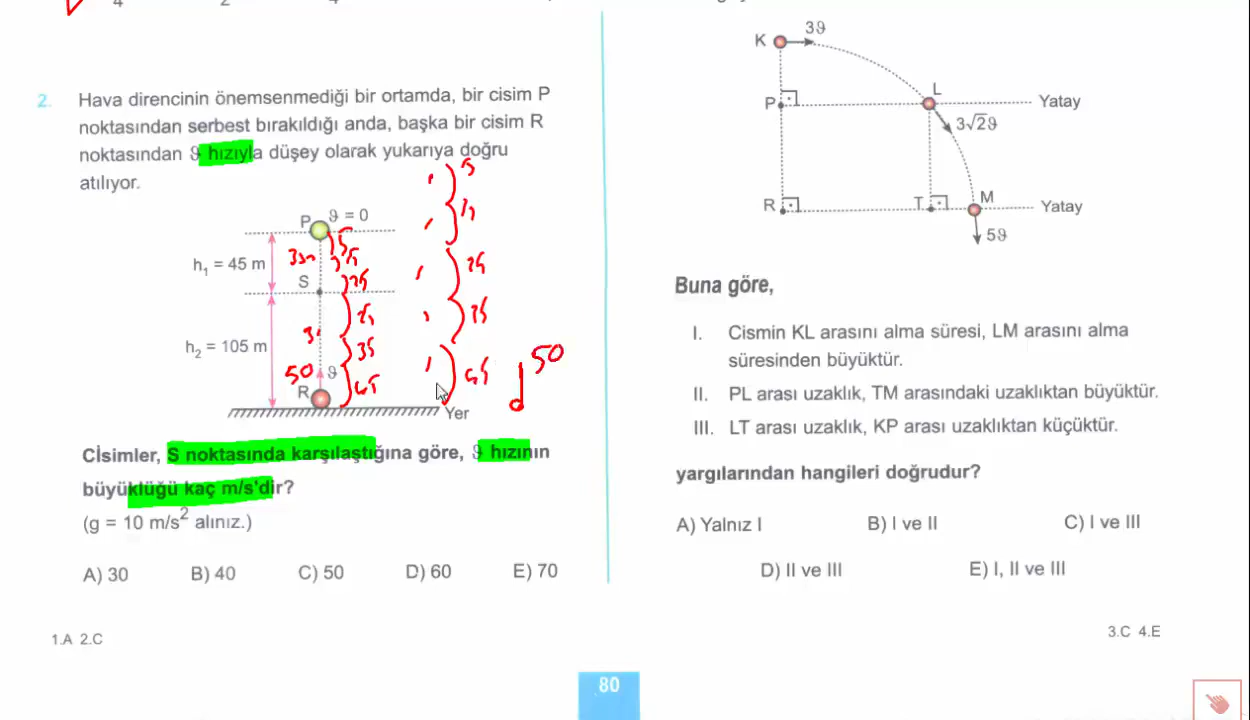 2. Hava direncinin önemsenmediği bir ortamda, bir cisim P
noktasından serbest bırakıldığı anda, başka bir cisim R
noktasından ϑ hızıyla düşey olarak yukarıya doğru
atılıyor.
P ϑ = 0
h₁ = 45 m
S
h₂ = 105 m
50 ϑ
R
Yer
50
Cisimler, S noktasında karşılaştığına göre, ϑ hızının
büyüklüğü kaç m/s'dir?
(g = 10 m/s² alınız.)
A) 30 B) 40 C) 50 D) 60 E) 70
1.A 2.C
K 3ϑ
P L Yatay
3√2ϑ
R T M Yatay
5ϑ
Buna göre,
I. Cismin KL arasını alma süresi, LM arasını alma
süresinden büyüktür.
II. PL arası uzaklık, TM arasındaki uzaklıktan büyüktür.
III. LT arası uzaklık, KP arası uzaklıktan küçüktür.
yargılarından hangileri doğrudur?
A) Yalnız I B) I ve II C) I ve III
D) II ve III E) I, II ve III
3.C 4.E
80